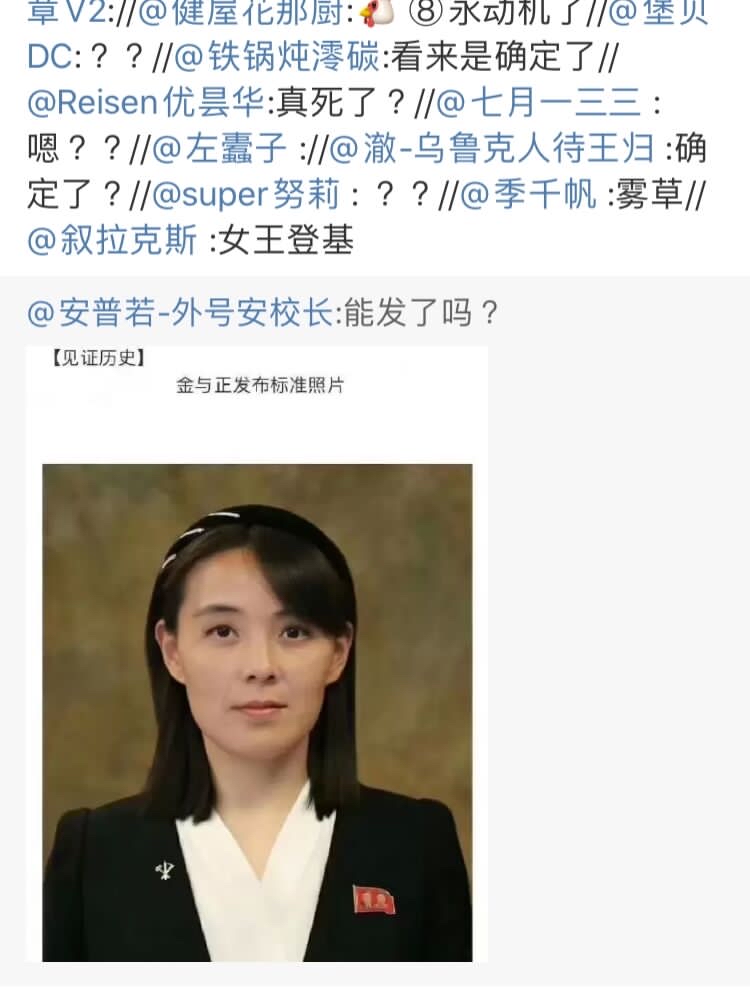 章V2://@健屋花那厨:🐔⑧永动机了//@堡贝
DC:？？//@铁锅炖澪碳:看来是确定了//
@Reisen优昙华:真死了？//@七月一三三：
嗯？？//@左蠹子 ://@澈-乌鲁克人待王归 :确
定了？//@super努莉：？？//@季千帆 :雾草//
@叙拉克斯 :女王登基
@安普若-外号安校长:能发了吗？
【见证历史】
金与正发布标准照片